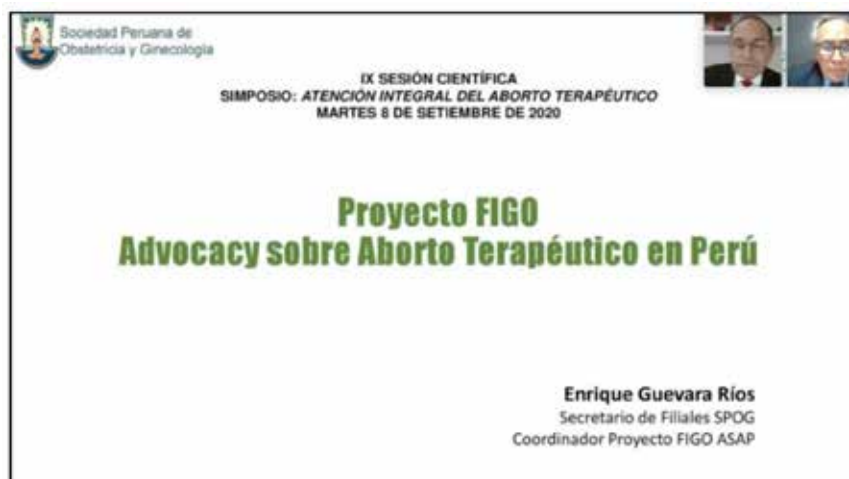 Sociedad Peruana de
Obstetricia y Ginecología
IX SESIÓN CIENTÍFICA
SIMPOSIO: ATENCIÓN INTEGRAL DEL ABORTO TERAPÉUTICO
MARTES 8 DE SETIEMBRE DE 2020
Proyecto FIGO
Advocacy sobre Aborto Terapéutico en Perú
Enrique Guevara Ríos
Secretario de Filiales SPOG
Coordinador Proyecto FIGO ASAP